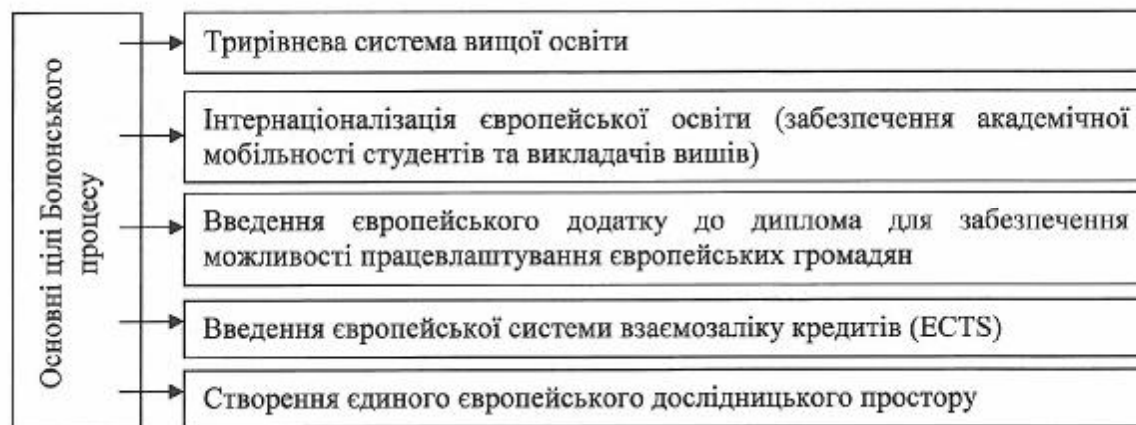 Основні цілі Болонського
процесу
Трирівнева система вищої освіти
Інтернаціоналізація європейської освіти (забезпечення академічної
мобільності студентів та викладачів вишів)
Введення європейського додатку до диплома для забезпечення
можливості працевлаштування європейських громадян
Введення європейської системи взаємозаліку кредитів (ECTS)
Створення єдиного європейського дослідницького простору